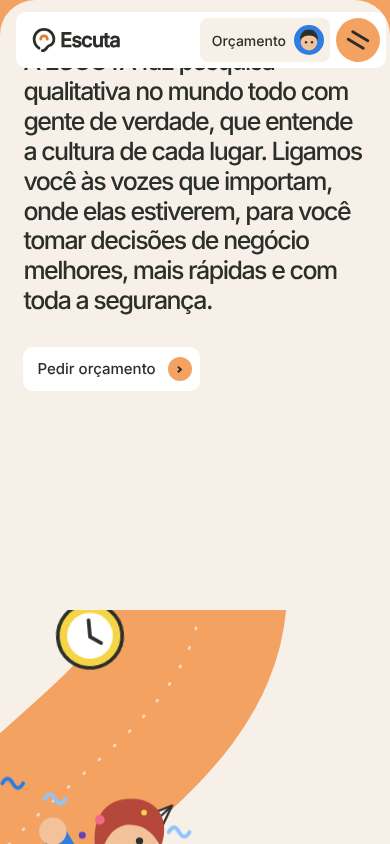 Escuta
Orçamento
qualitativa no mundo todo com
gente de verdade, que entende
a cultura de cada lugar. Ligamos
você às vozes que importam,
onde elas estiverem, para você
tomar decisões de negócio
melhores, mais rápidas e com
toda a segurança.
Pedir orçamento